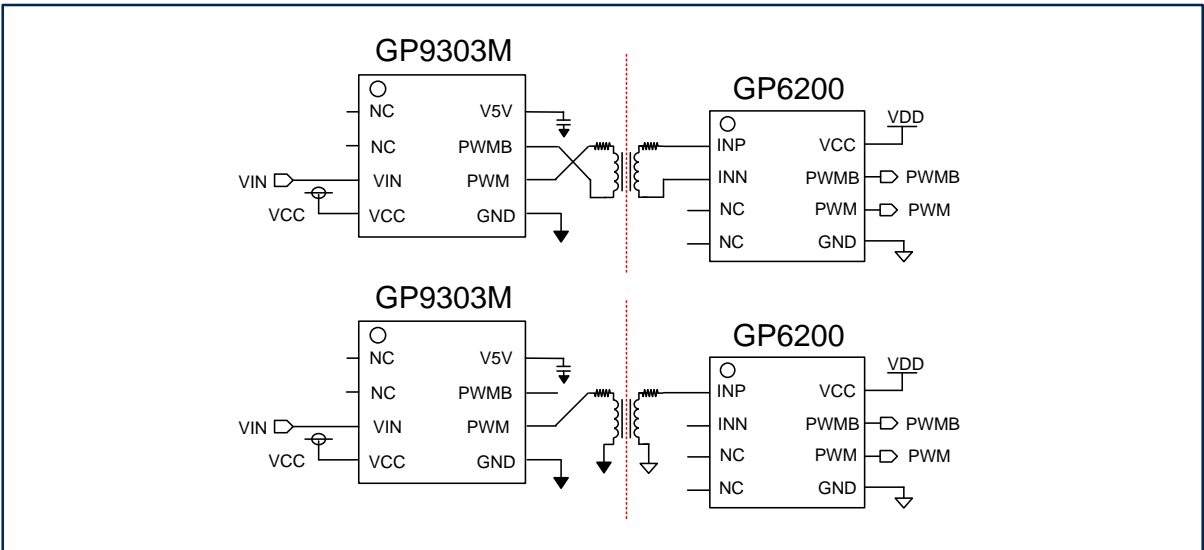 GP9303M
NC V5V
NC PWMB
VIN VIN PWM
VCC VCC GND
GP6200
VDD
INP VCC
INN PWMB PWMB
NC PWM PWM
NC GND
GP9303M
NC V5V
NC PWMB
VIN VIN PWM
VCC VCC GND
GP6200
VDD
INP VCC
INN PWMB PWMB
NC PWM PWM
NC GND